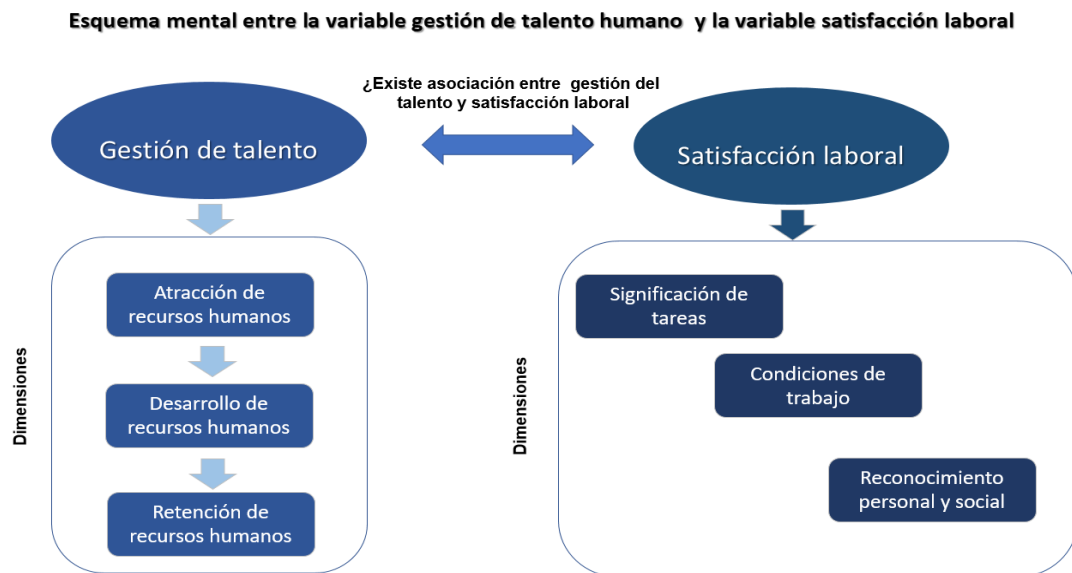 Esquema mental entre la variable gestión de talento humano y la variable satisfacción laboral
¿Existe asociación entre gestión del
talento y satisfacción laboral
Gestión de talento
Satisfacción laboral
Dimensiones
Atracción de
recursos humanos
Desarrollo de
recursos humanos
Retención de
recursos humanos
Dimensiones
Significación de
tareas
Condiciones de
trabajo
Reconocimiento
personal y social